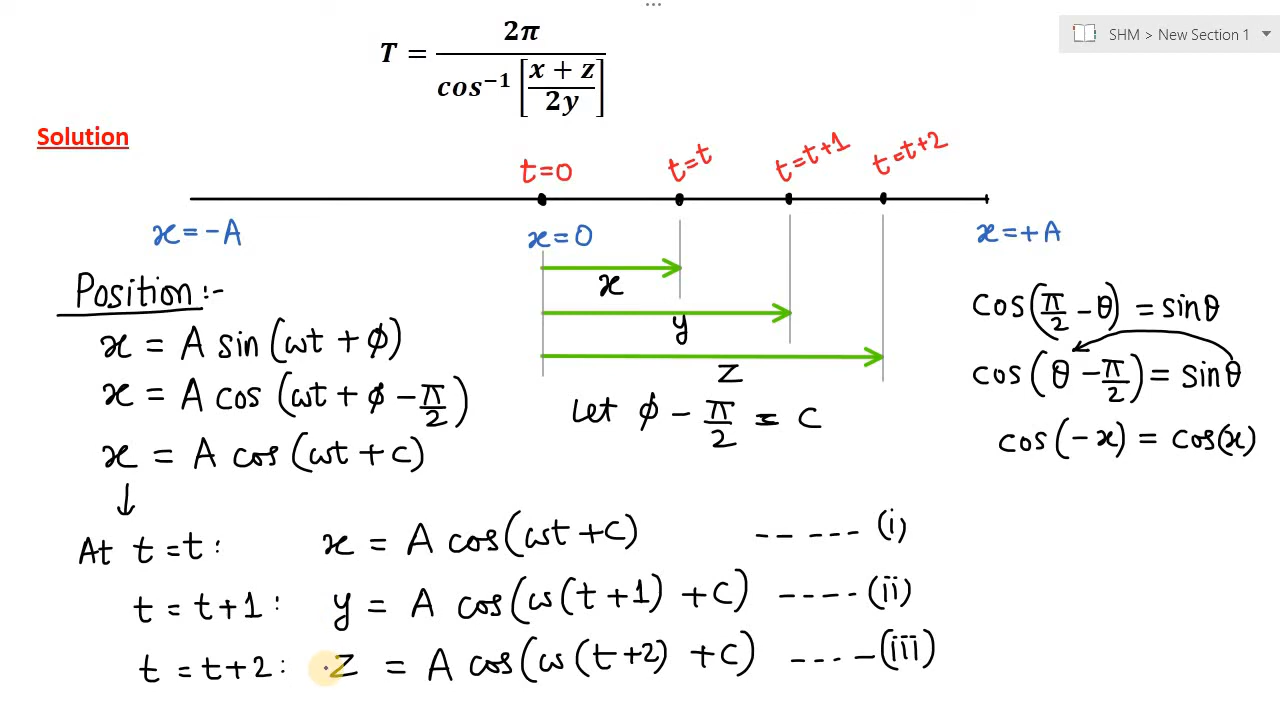 ...
SHM > New Section 1
T = 2π / cos⁻¹ [x + z / 2y]
Solution
t=0 t=t t=t+1 t=t+2
x = -A x=0 x=+A
x
y
z
Position :-
x = A sin(ωt + ϕ)
x = A cos (ωt + ϕ - π/2)
x = A cos (ωt + c)
Let ϕ - π/2 = c
cos(π/2 - θ) = sinθ
cos(θ - π/2) = sinθ
cos(-x) = cos(x)
↓
At t = t : x = A cos(ωt + c) ------ (i)
t = t+1 : y = A cos(ω(t+1) + c) ----- (ii)
t = t+2 : z = A cos(ω(t+2) + c) ----- (iii)